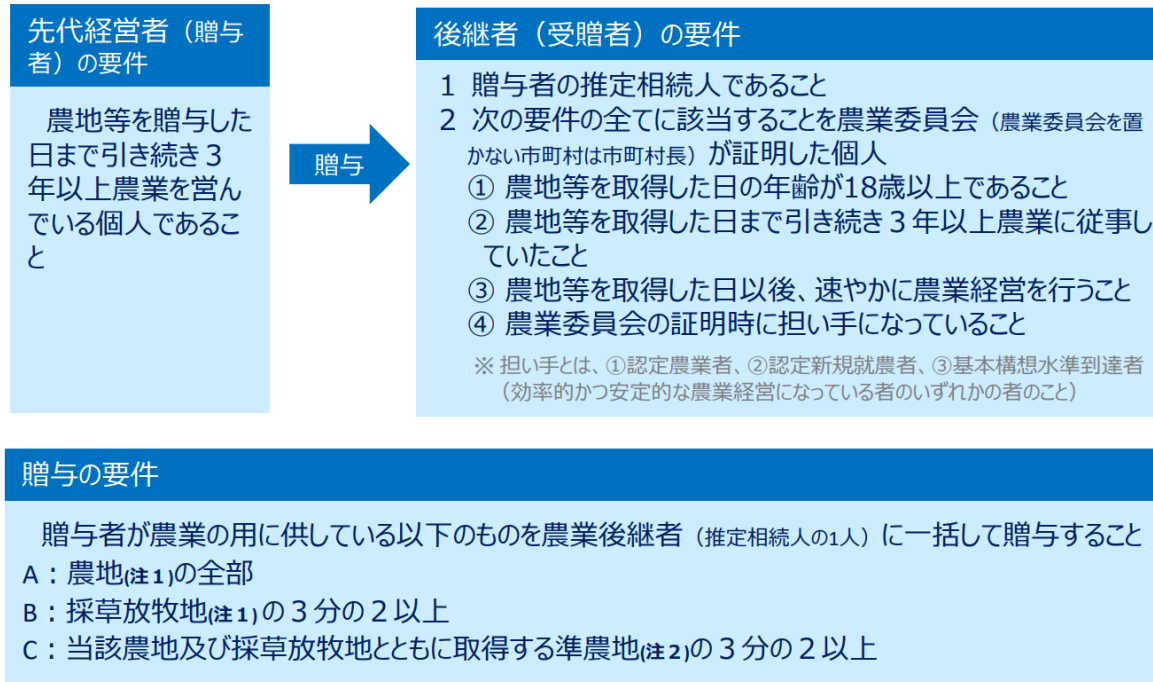 先代経営者（贈与
者）の要件
農地等を贈与した
日まで引き続き３
年以上農業を営ん
でいる個人であるこ
と
贈与
後継者（受贈者）の要件
1 贈与者の推定相続人であること
2 次の要件の全てに該当することを農業委員会（農業委員会を置
かない市町村は市町村長）が証明した個人
① 農地等を取得した日の年齢が18歳以上であること
② 農地等を取得した日まで引き続き３年以上農業に従事し
ていたこと
③ 農地等を取得した日以後、速やかに農業経営を行うこと
④ 農業委員会の証明時に担い手になっていること
※ 担い手とは、①認定農業者、②認定新規就農者、③基本構想水準到達者
（効率的かつ安定的な農業経営になっている者のいずれかの者のこと）
贈与の要件
贈与者が農業の用に供している以下のものを農業後継者（推定相続人の1人）に一括して贈与すること
A：農地(注１)の全部
B：採草放牧地(注１)の３分の２以上
C：当該農地及び採草放牧地とともに取得する準農地(注２)の３分の２以上